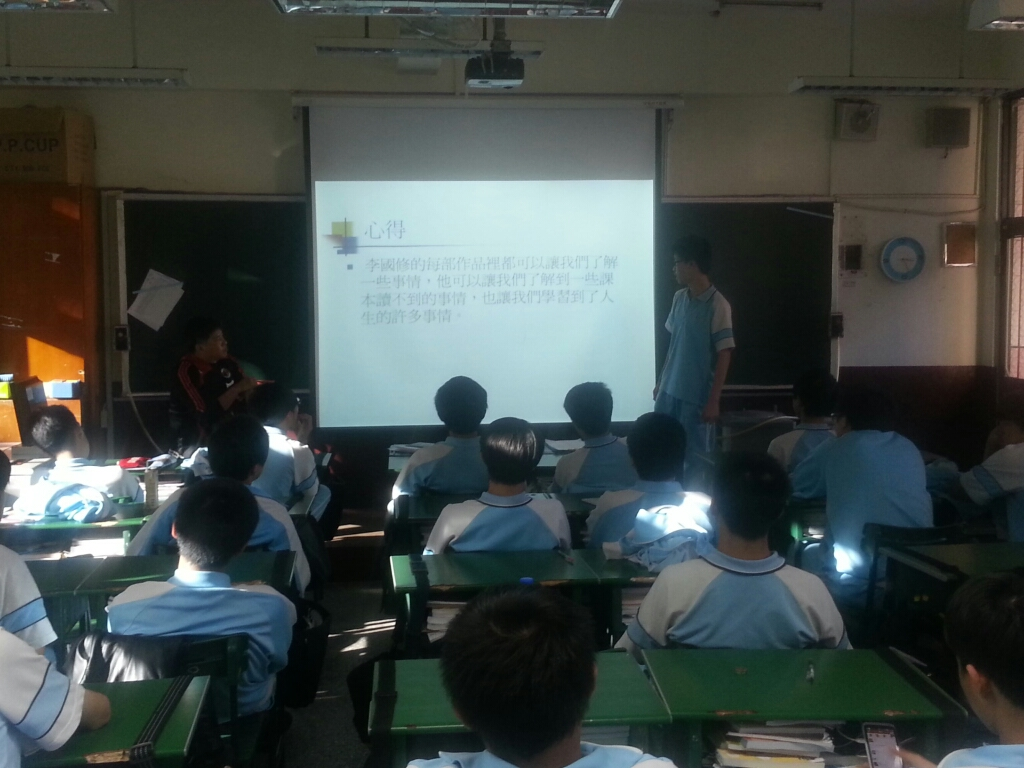 P.P.CUP
心得
李國修的每部作品裡都可以讓我們了解
一些事情，他可以讓我們了解到一些課
本讀不到的事情，也讓我們學習到了人
生的許多事情。